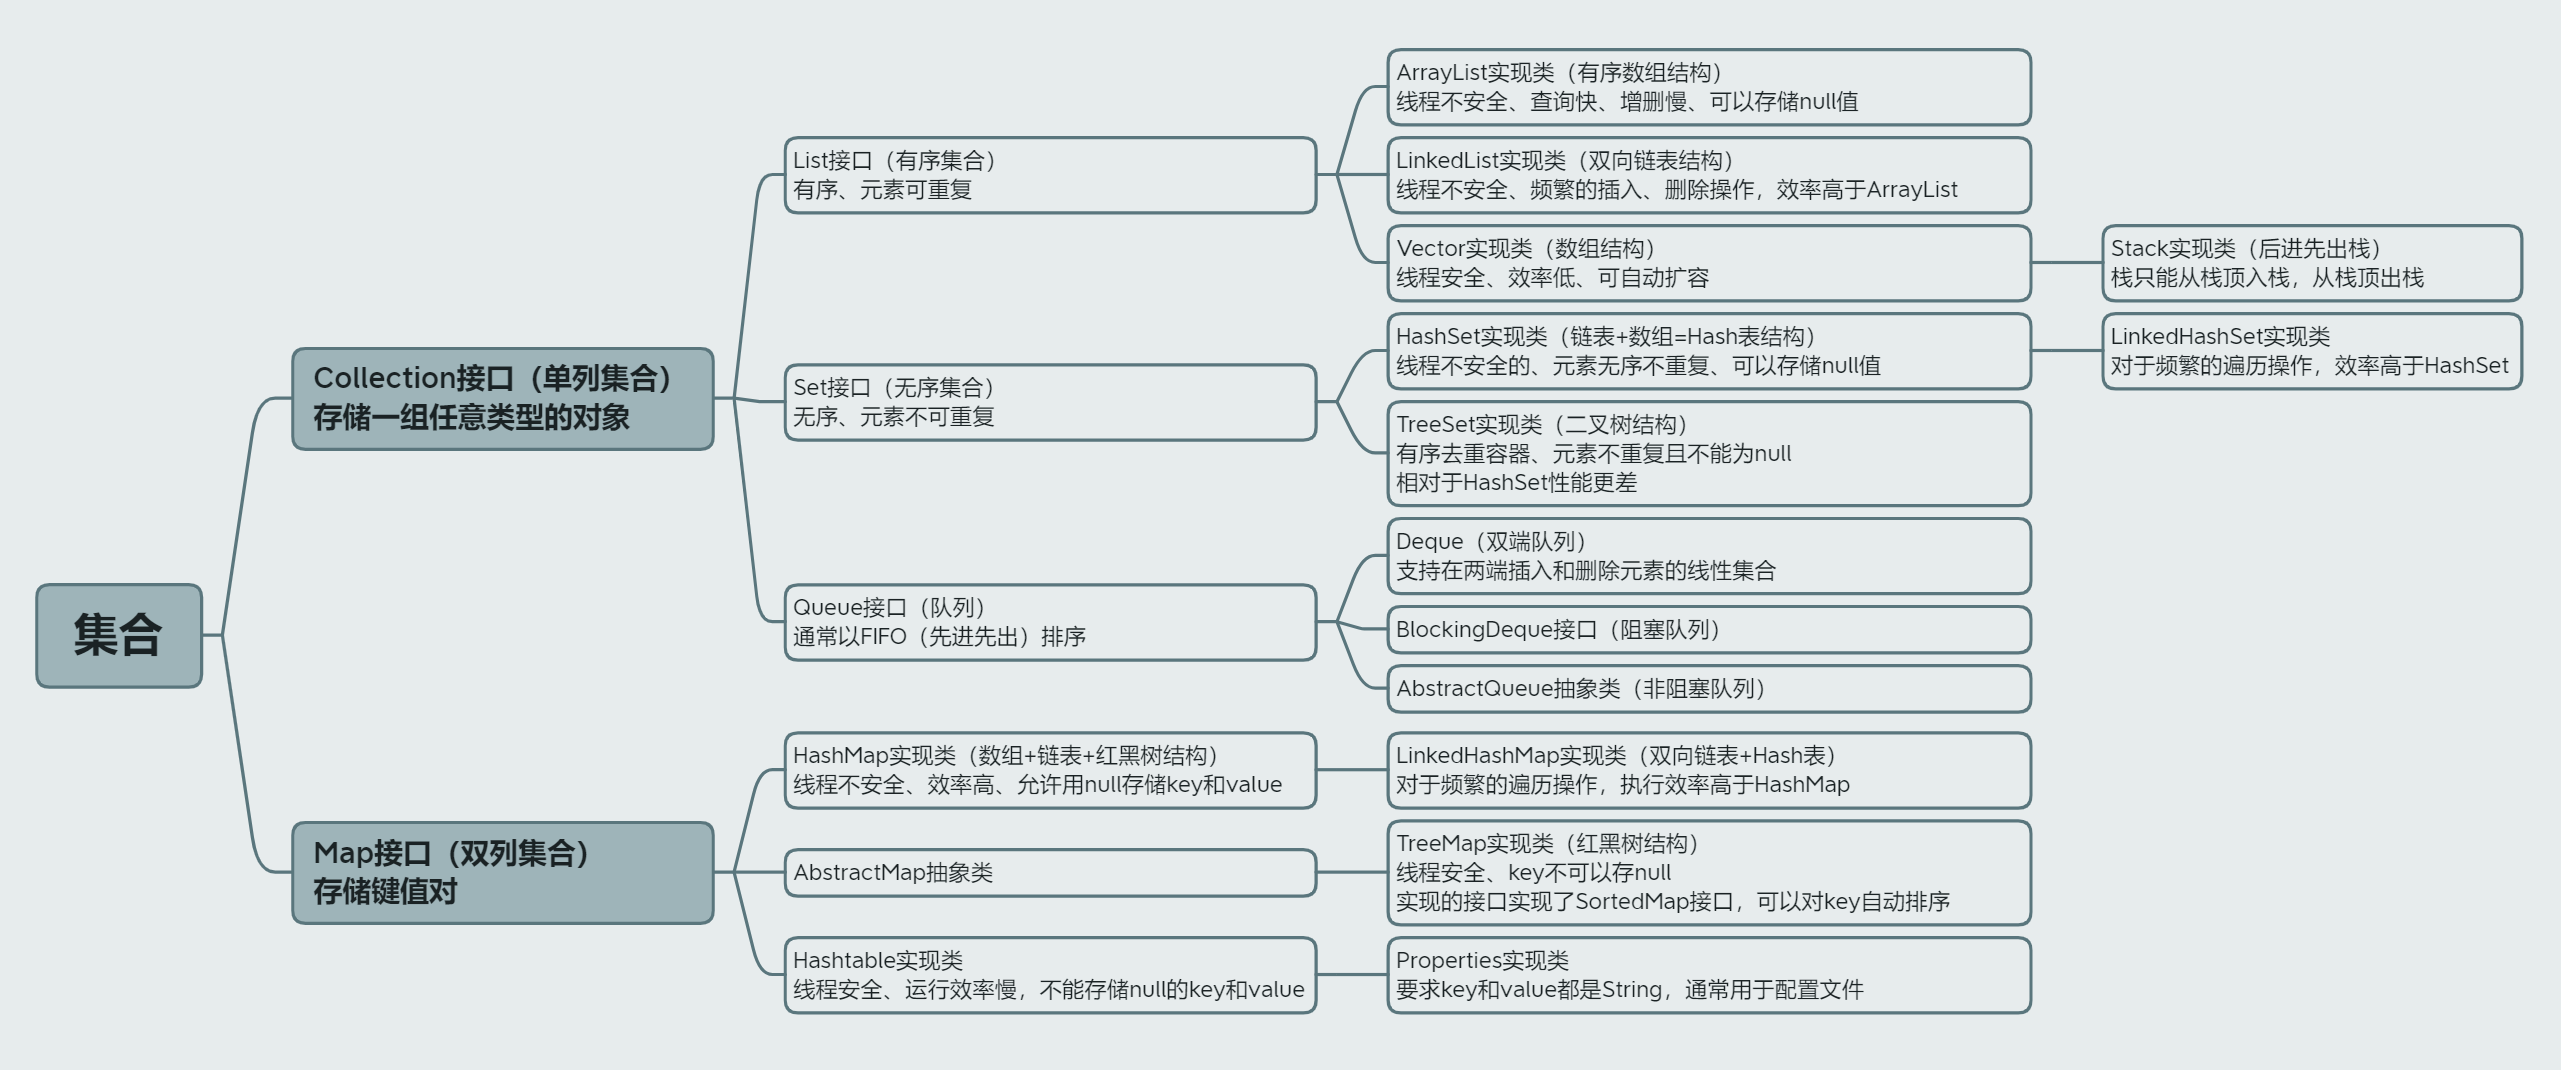 集合
Collection接口（单列集合）
存储一组任意类型的对象
List接口（有序集合）
有序、元素可重复
ArrayList实现类（有序数组结构）
线程不安全、查询快、增删慢、可以存储null值
LinkedList实现类（双向链表结构）
线程不安全、频繁的插入、删除操作，效率高于ArrayList
Vector实现类（数组结构）
线程安全、效率低、可自动扩容
Stack实现类（后进先出栈）
栈只能从栈顶入栈，从栈顶出栈
Set接口（无序集合）
无序、元素不可重复
HashSet实现类（链表+数组=Hash表结构）
线程不安全的、元素无序不重复、可以存储null值
LinkedHashSet实现类
对于频繁的遍历操作，效率高于HashSet
TreeSet实现类（二叉树结构）
有序去重容器、元素不重复且不能为null
相对于HashSet性能更差
Queue接口（队列）
通常以FIFO（先进先出）排序
Deque（双端队列）
支持在两端插入和删除元素的线性集合
BlockingDeque接口（阻塞队列）
AbstractQueue抽象类（非阻塞队列）
Map接口（双列集合）
存储键值对
HashMap实现类（数组+链表+红黑树结构）
线程不安全、效率高、允许用null存储key和value
LinkedHashMap实现类（双向链表+Hash表）
对于频繁的遍历操作，执行效率高于HashMap
AbstractMap抽象类
TreeMap实现类（红黑树结构）
线程安全、key不可以存null
实现的接口实现了SortedMap接口，可以对key自动排序
Hashtable实现类
线程安全、运行效率慢，不能存储null的key和value
Properties实现类
要求key和value都是String，通常用于配置文件